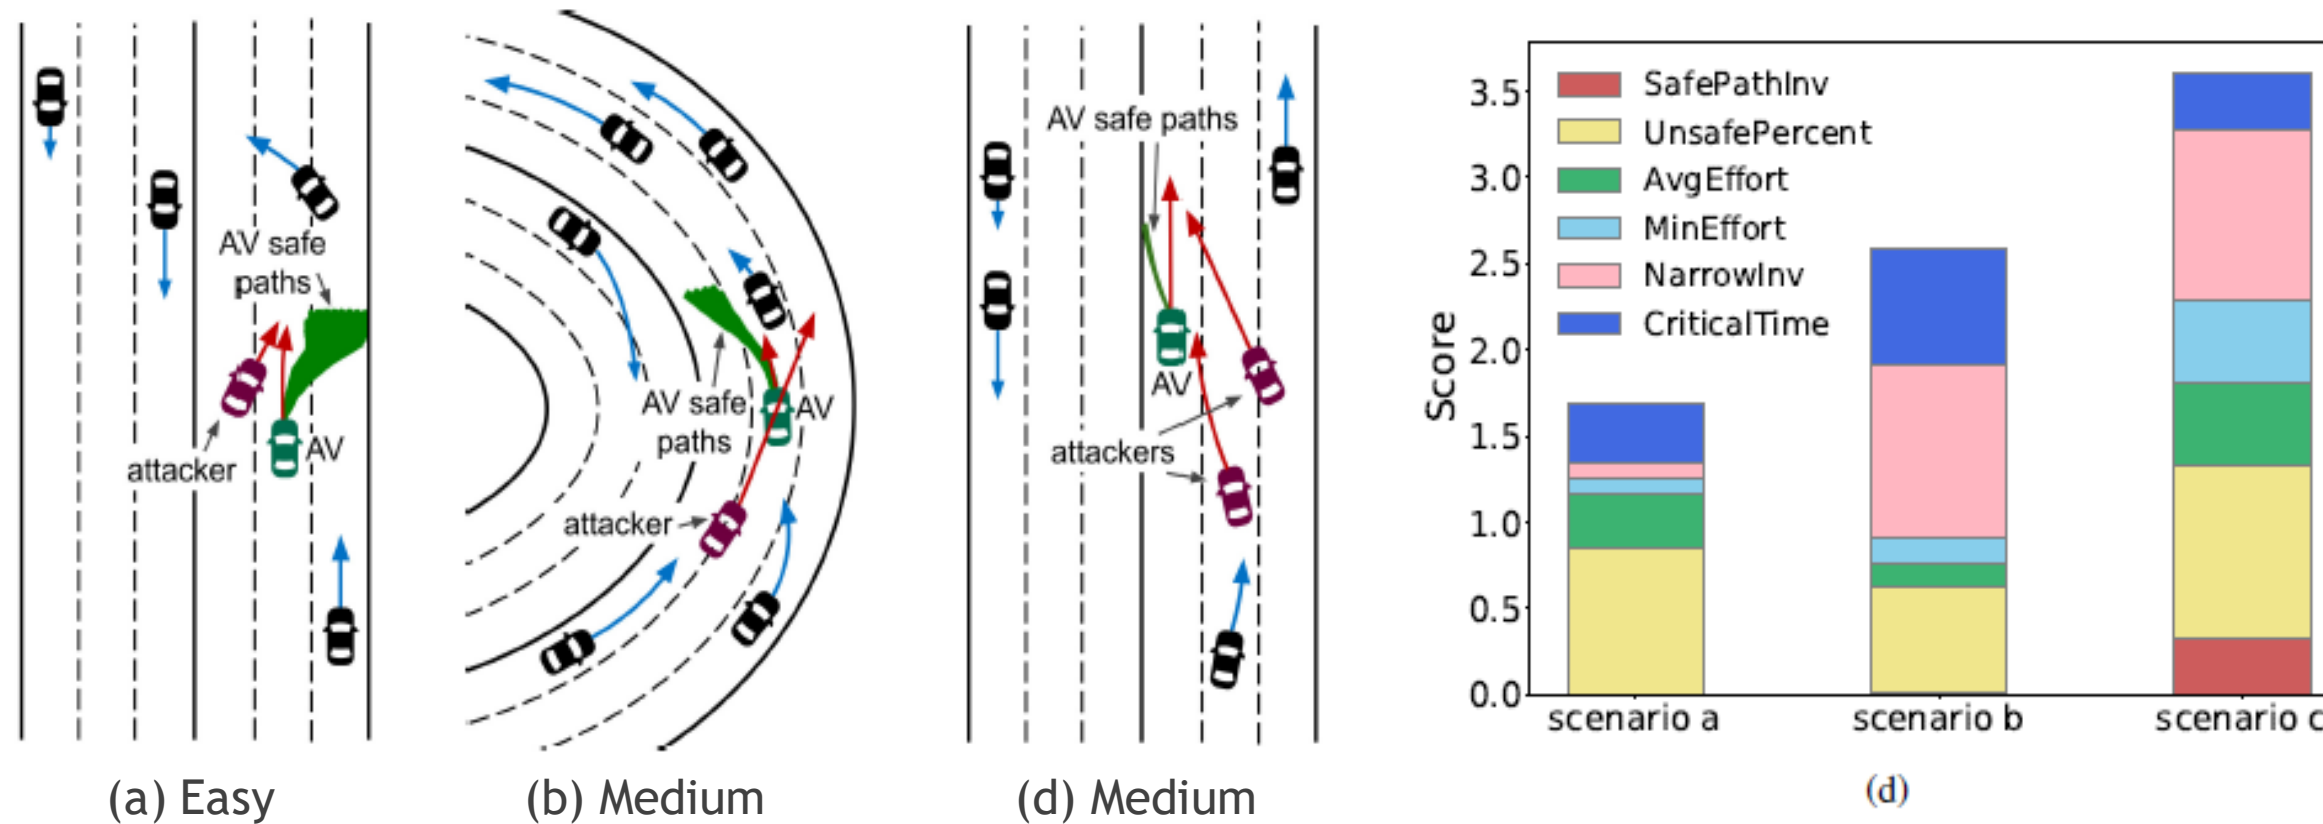 AV safe
paths
AV
attacker
(a) Easy
AV safe
paths
AV
attacker
(b) Medium
AV safe paths
AV
attackers
(d) Medium
SafePathInv
UnsafePercent
AvgEffort
MinEffort
NarrowInv
CriticalTime
Score
3.5
3.0
2.5
2.0
1.5
1.0
0.5
0.0
scenario a
scenario b
scenario c
(d)